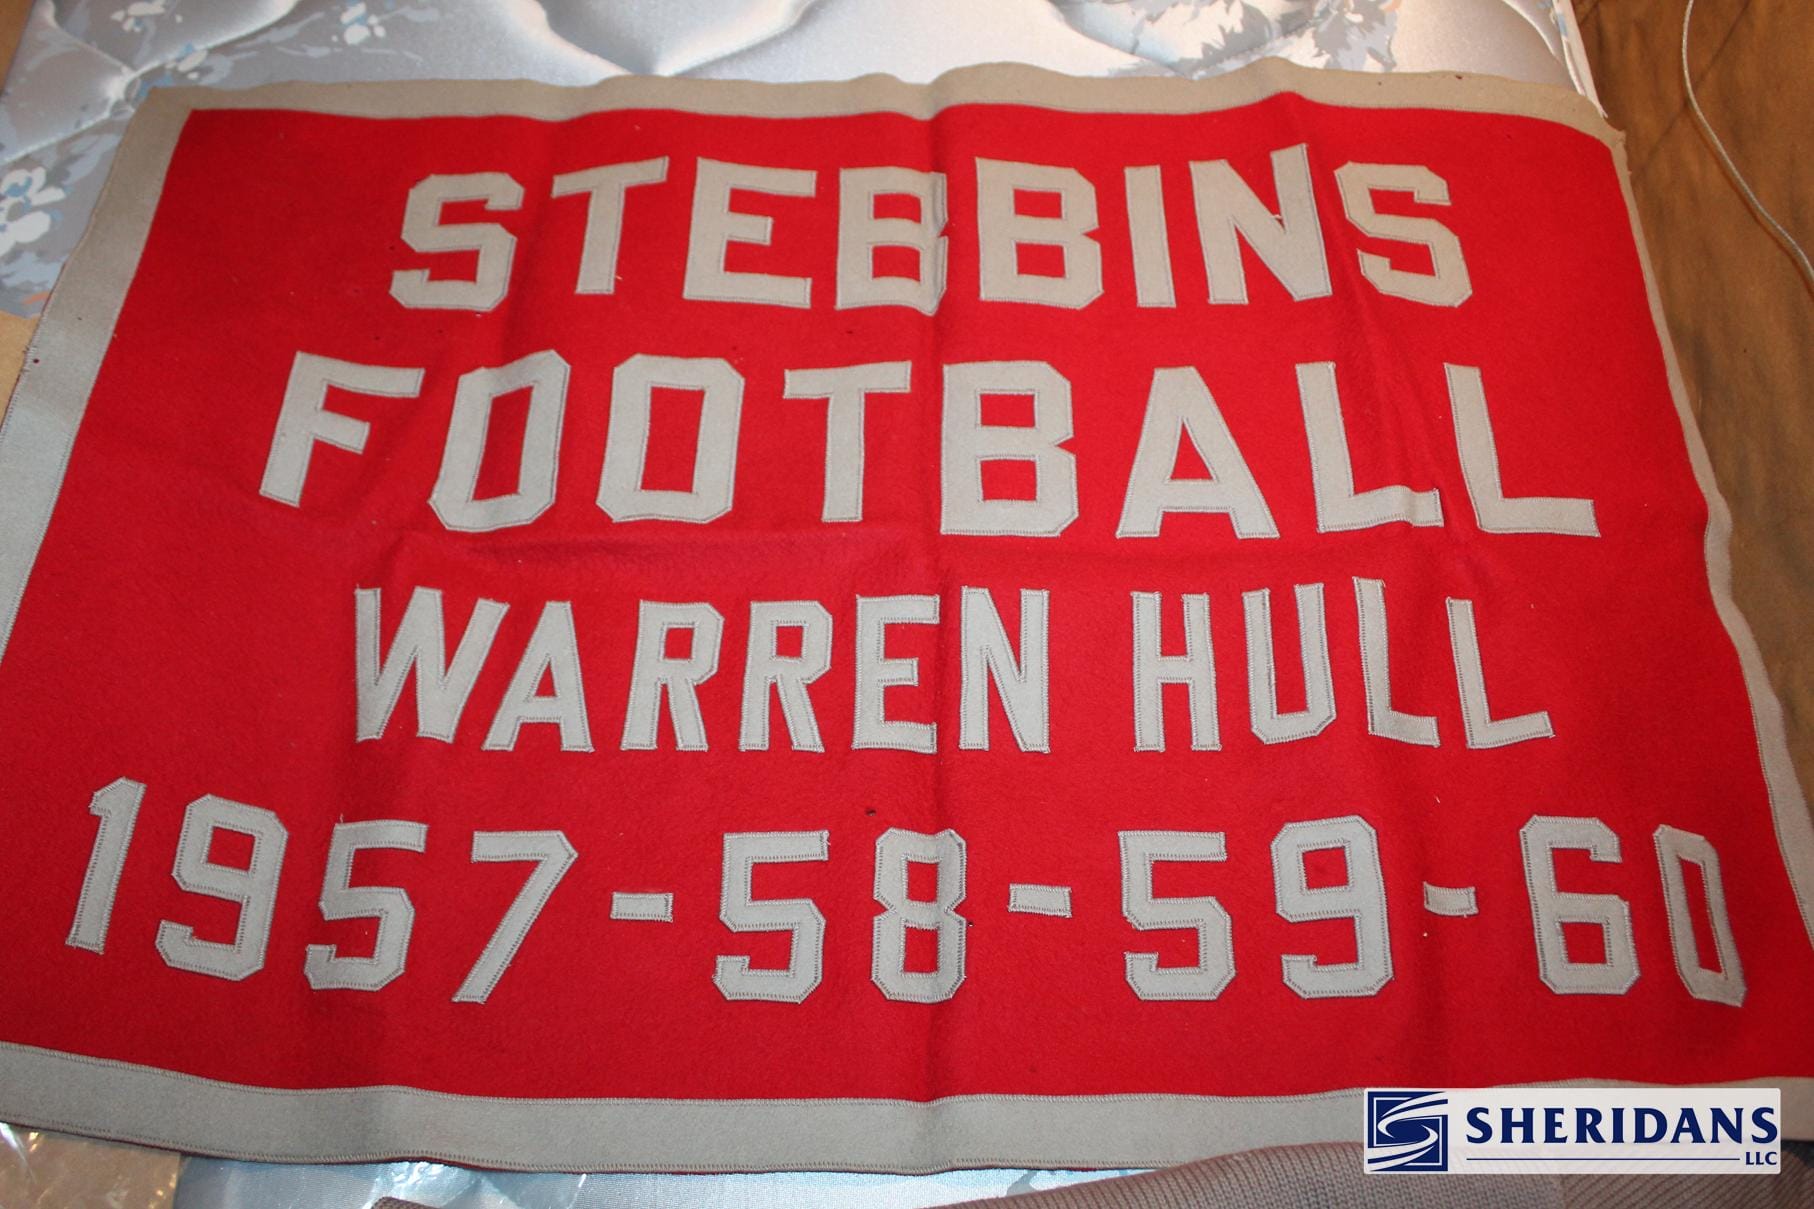 STEBBINS
FOOTBALL
WARREN HULL
1957-58-59-60
SHERIDANS
LLC